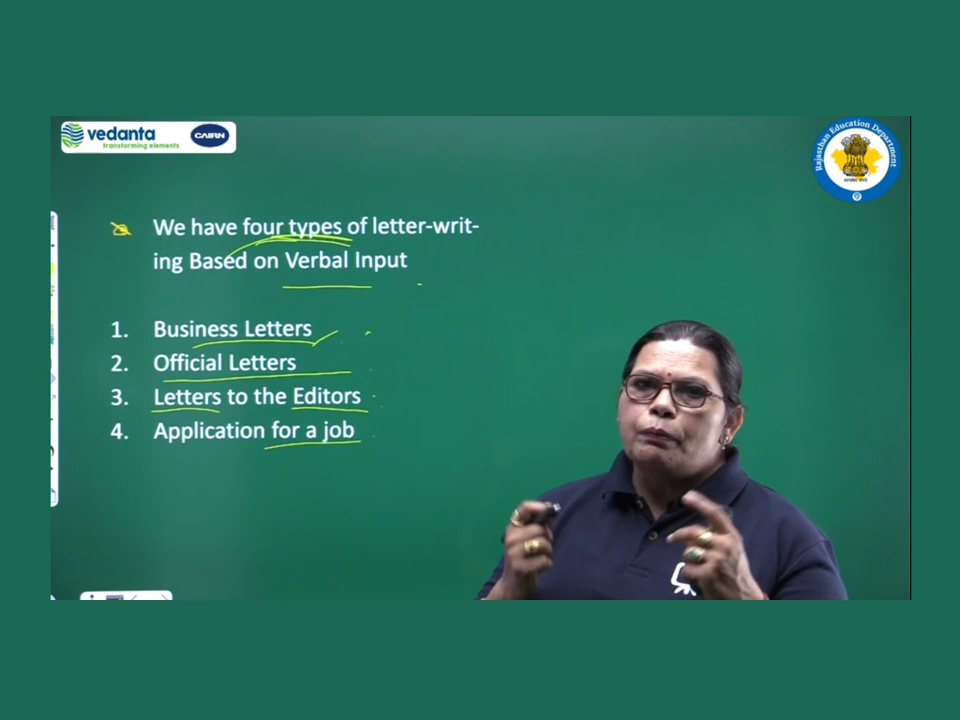 vedanta
transforming elements
CAIRN
Rajasthan Education Department
We have four types of letter-writ-
ing Based on Verbal Input
1. Business Letters
2. Official Letters
3. Letters to the Editors
4. Application for a job